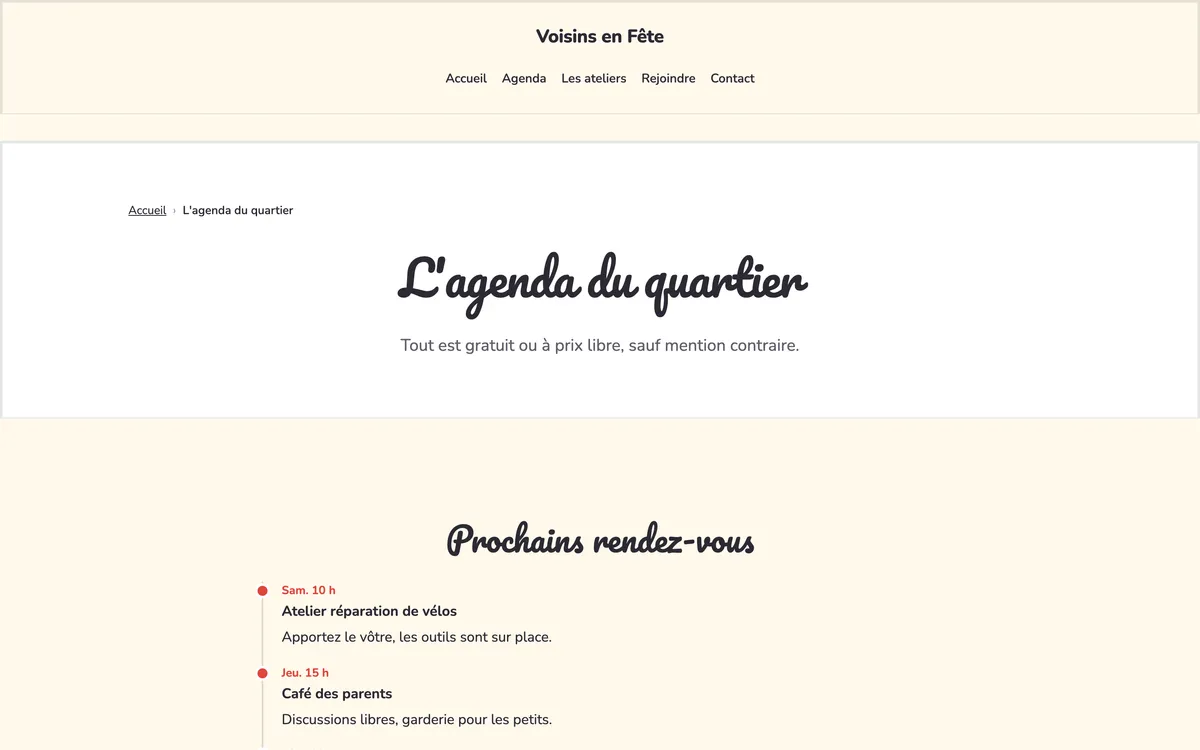 Voisins en Fête
Accueil Agenda Les ateliers Rejoindre Contact
Accueil › L'agenda du quartier
L'agenda du quartier
Tout est gratuit ou à prix libre, sauf mention contraire.
Prochains rendez-vous
Sam. 10 h
Atelier réparation de vélos
Apportez le vôtre, les outils sont sur place.
Jeu. 15 h
Café des parents
Discussions libres, garderie pour les petits.